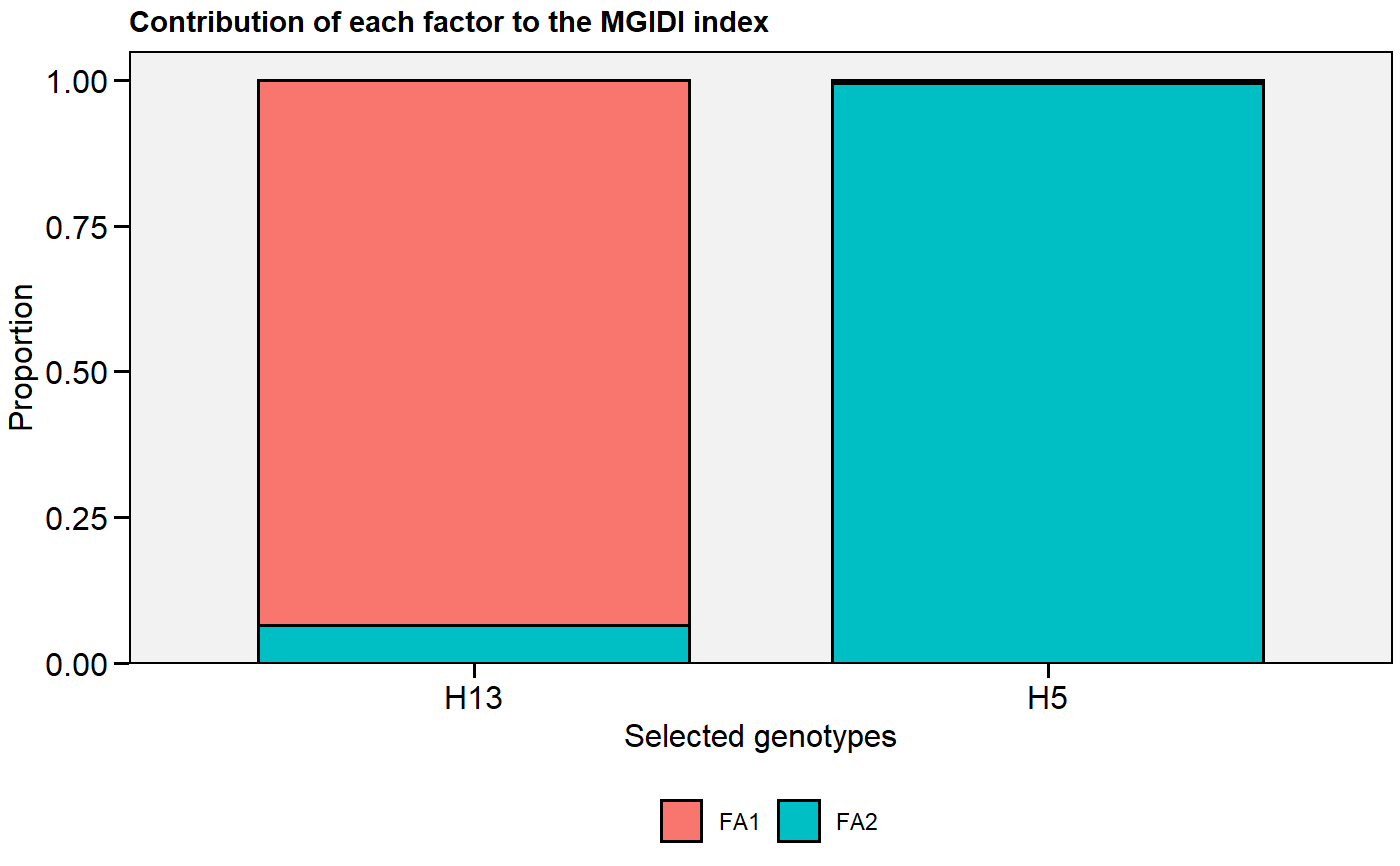 Contribution of each factor to the MGIDI index
1.00
0.75
0.50
0.25
0.00
Proportion
H13 H5
Selected genotypes
FA1 FA2